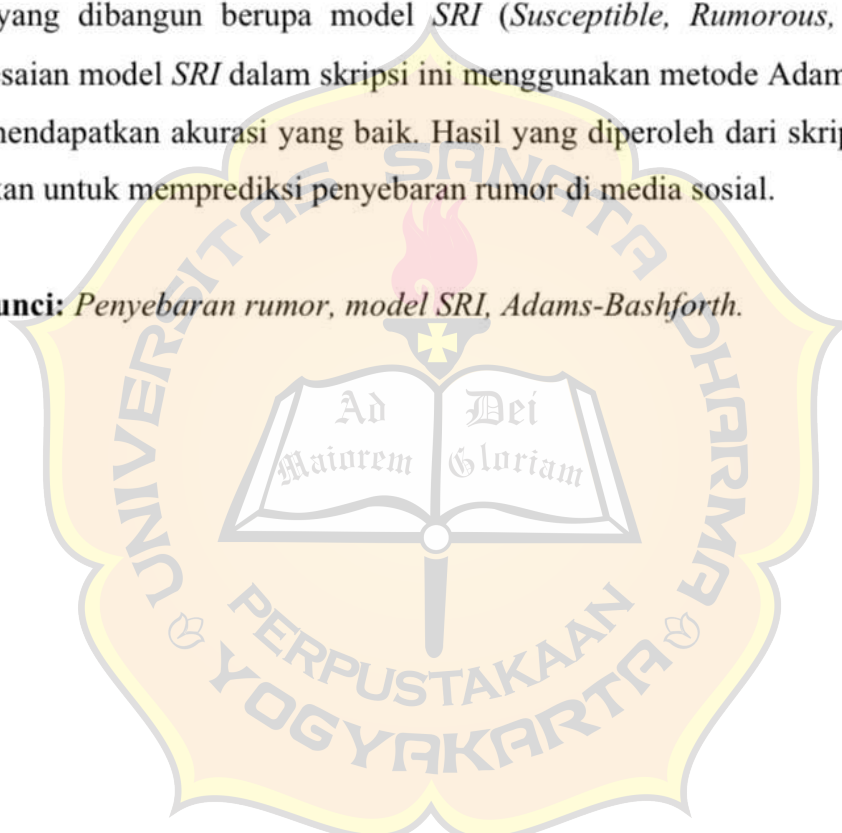 yang dibangun berupa model SRI (Susceptible, Rumorous,
saian model SRI dalam skripsi ini menggunakan metode Adam
nendapatkan akurasi yang baik. Hasil yang diperoleh dari skrip
kan untuk memprediksi penyebaran rumor di media sosial.
unci: Penyebaran rumor, model SRI, Adams-Bashforth.
UNIVERSITAS SANATA DHARMA
Ad Dei
Maiorem Gloriam
PERPUSTAKAAN
YOGYAKARTA